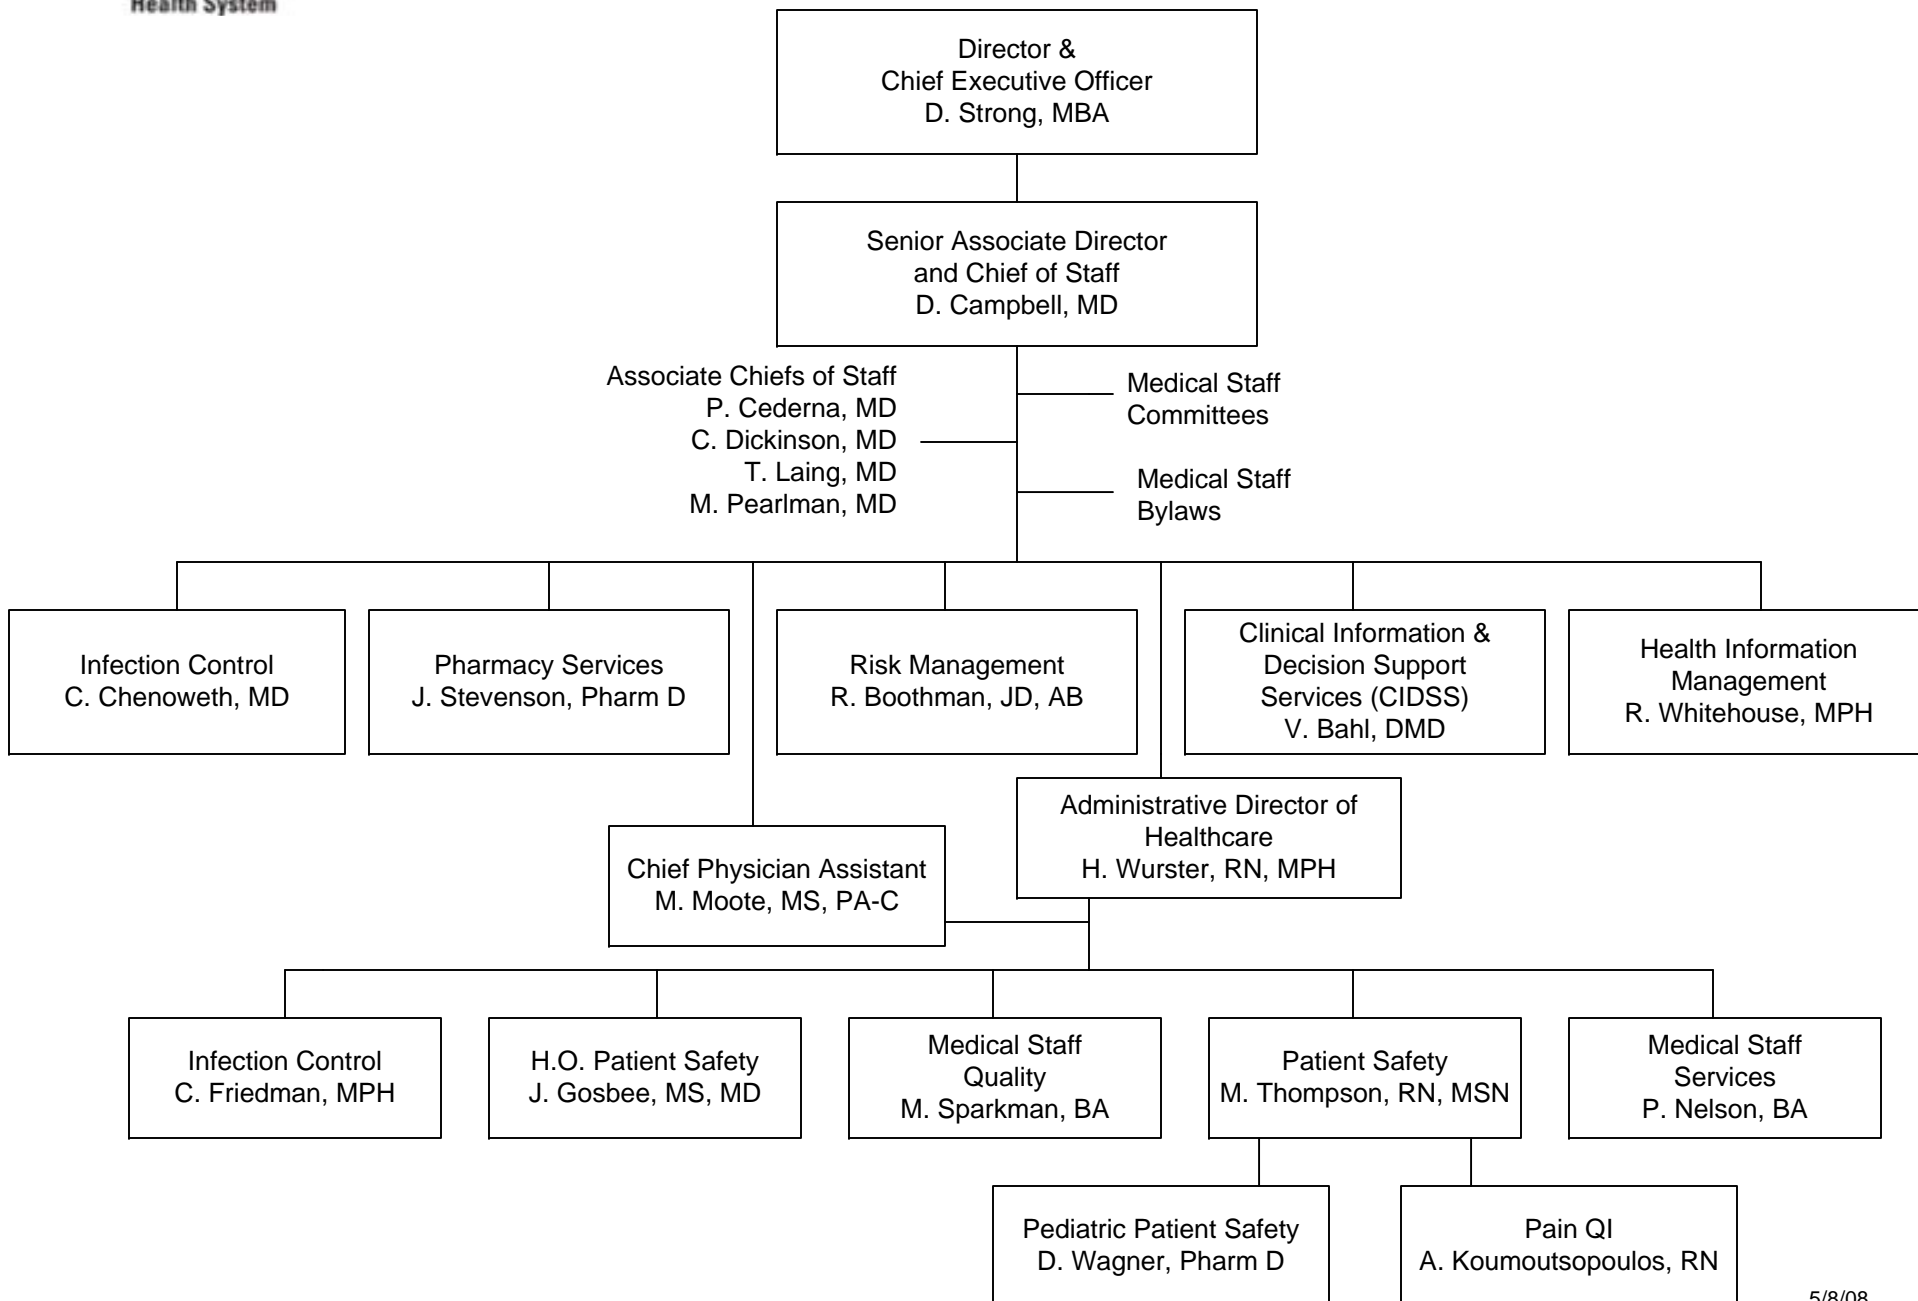 Health System
Director &
Chief Executive Officer
D. Strong, MBA
Senior Associate Director
and Chief of Staff
D. Campbell, MD
Associate Chiefs of Staff
P. Cederna, MD
C. Dickinson, MD
T. Laing, MD
M. Pearlman, MD
Medical Staff
Committees
Medical Staff
Bylaws
Infection Control
C. Chenoweth, MD
Pharmacy Services
J. Stevenson, Pharm D
Risk Management
R. Boothman, JD, AB
Clinical Information &
Decision Support
Services (CIDSS)
V. Bahl, DMD
Health Information
Management
R. Whitehouse, MPH
Chief Physician Assistant
M. Moote, MS, PA-C
Administrative Director of
Healthcare
H. Wurster, RN, MPH
Infection Control
C. Friedman, MPH
H.O. Patient Safety
J. Gosbee, MS, MD
Medical Staff
Quality
M. Sparkman, BA
Patient Safety
M. Thompson, RN, MSN
Medical Staff
Services
P. Nelson, BA
Pediatric Patient Safety
D. Wagner, Pharm D
Pain QI
A. Koumoutsopoulos, RN
5/8/08